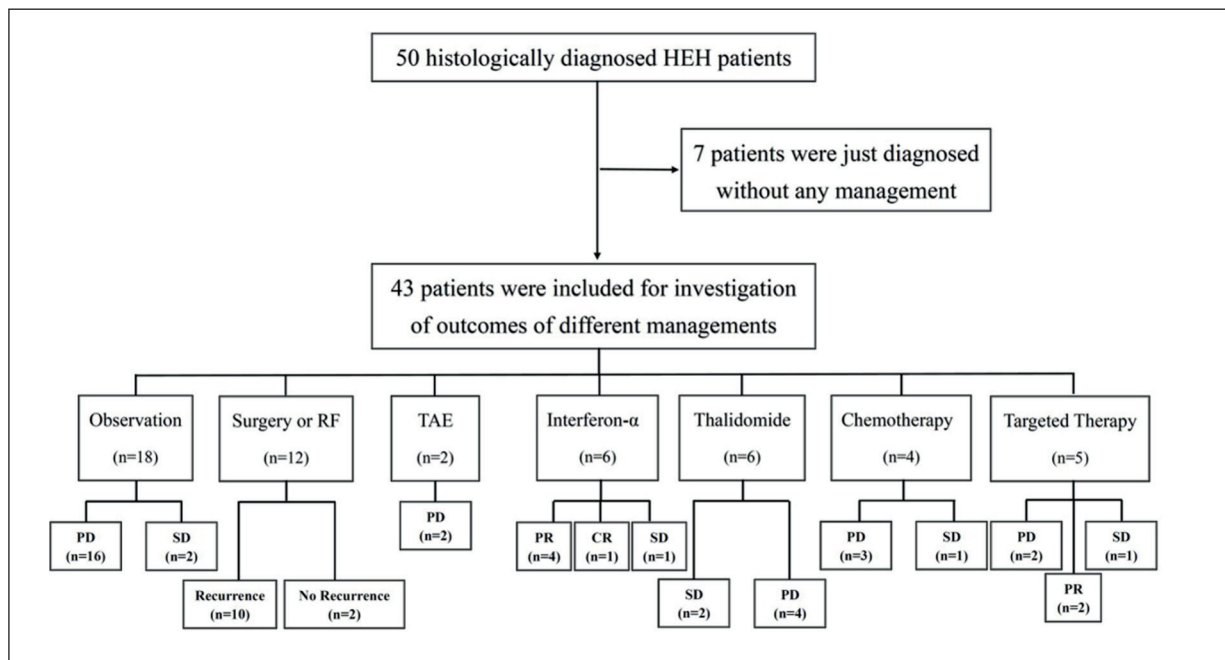 50 histologically diagnosed HEH patients
7 patients were just diagnosed
without any management
43 patients were included for investigation
of outcomes of different managements
Observation
(n=18)
Surgery or RF
(n=12)
TAE
(n=2)
Interferon-α
(n=6)
Thalidomide
(n=6)
Chemotherapy
(n=4)
Targeted Therapy
(n=5)
PD
(n=16)
SD
(n=2)
Recurrence
(n=10)
No Recurrence
(n=2)
PD
(n=2)
PR
(n=4)
CR
(n=1)
SD
(n=1)
SD
(n=2)
PD
(n=4)
PD
(n=3)
SD
(n=1)
PD
(n=2)
PR
(n=2)
SD
(n=1)